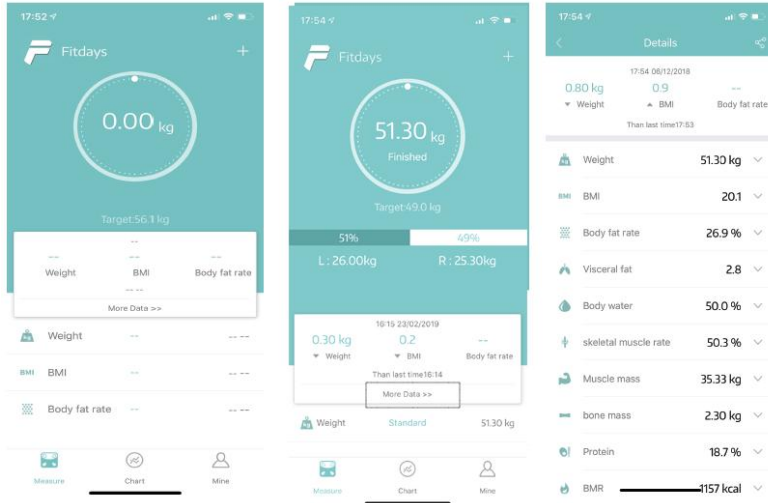 17:52
Fitdays
+
0.00 kg
Target:56.1 kg
--
-- -- --
Weight BMI Body fat rate
-- --
More Data >>
Weight -- -- --
BMI BMI -- -- --
Body fat rate -- -- --
Measure Chart Mine
17:54
Fitdays
+
51.30 kg
Finished
Target:49.0 kg
51% 49%
L : 26.00kg R : 25.30kg
16:15 23/02/2019
0.30 kg 0.2 --
▼ Weight ▼ BMI Body fat rate
Than last time16:14
More Data >>
Weight Standard 51.30 kg
Measure Chart Mine
17:54
< Details
17:54 06/12/2018
0.80 kg 0.9 --
▼ Weight ▲ BMI Body fat rate
Than last time17:53
Weight 51.30 kg
BMI BMI 20.1
Body fat rate 26.9 %
Visceral fat 2.8
Body water 50.0 %
skeletal muscle rate 50.3 %
Muscle mass 35.33 kg
bone mass 2.30 kg
Protein 18.7 %
BMR 1157 kcal